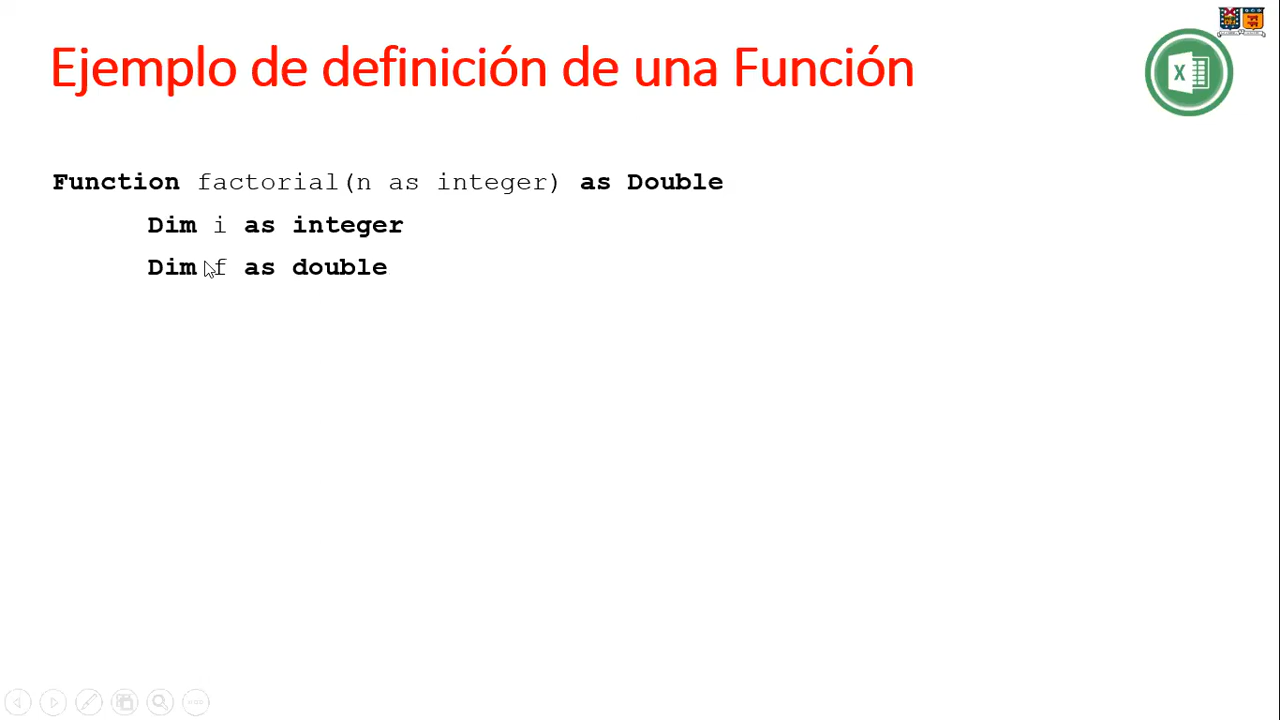 Ejemplo de definición de una Función
Function factorial(n as integer) as Double
Dim i as integer
Dim f as double